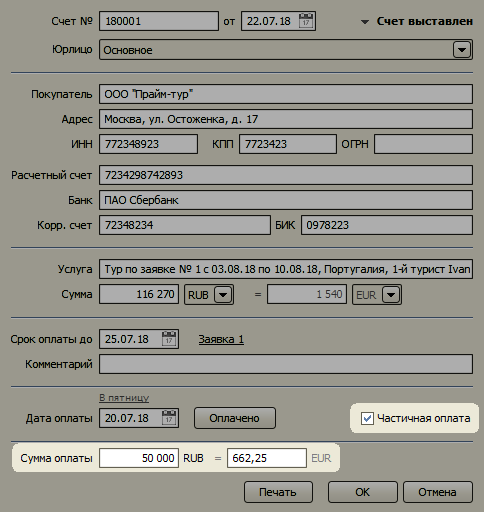 Счет № 180001 от 22.07.18 17 Счет выставлен
Юрлицо Основное
Покупатель ООО "Прайм-тур"
Адрес Москва, ул. Остоженка, д. 17
ИНН 772348923 КПП 7723423 ОГРН
Расчетный счет 7234298742893
Банк ПАО Сбербанк
Корр. счет 72348234 БИК 0978223
Услуга Тур по заявке № 1 с 03.08.18 по 10.08.18, Португалия, 1-й турист Ivan
Сумма 116 270 RUB = 1 540 EUR
Срок оплаты до 25.07.18 17 Заявка 1
Комментарий
В пятницу
Дата оплаты 20.07.18 17 Оплачено Частичная оплата
Сумма оплаты 50 000 RUB = 662,25 EUR
Печать OK Отмена